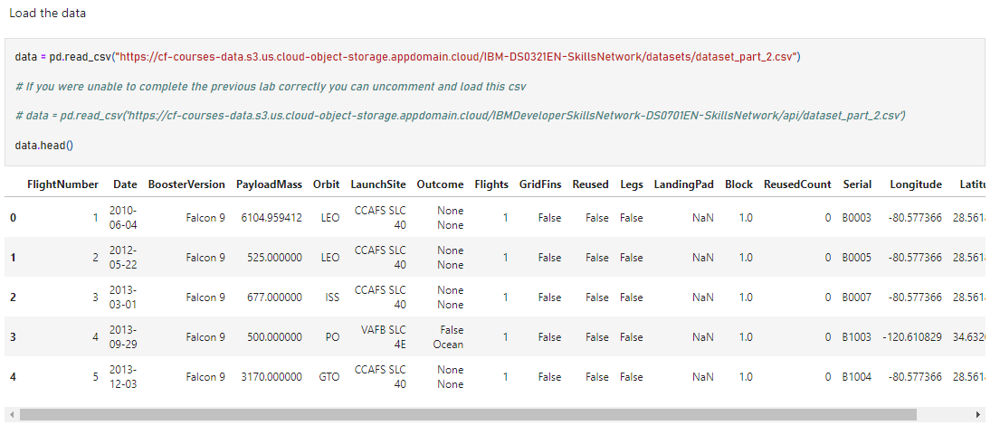 Load the data
data = pd.read_csv("https://cf-courses-data.s3.us.cloud-object-storage.appdomain.cloud/IBM-DS0321EN-SkillsNetwork/datasets/dataset_part_2.csv")
# If you were unable to complete the previous lab correctly you can uncomment and load this csv
# data = pd.read_csv('https://cf-courses-data.s3.us.cloud-object-storage.appdomain.cloud/IBMDeveloperSkillsNetwork-DS0701EN-SkillsNetwork/api/dataset_part_2.csv')
data.head()
FlightNumber Date BoosterVersion PayloadMass Orbit LaunchSite Outcome Flights GridFins Reused Legs LandingPad Block ReusedCount Serial Longitude Latitu
0 1 2010-06-04 Falcon 9 6104.959412 LEO CCAFS SLC 40 None None 1 False False False NaN 1.0 0 B0003 -80.577366 28.561
1 2 2012-05-22 Falcon 9 525.000000 LEO CCAFS SLC 40 None None 1 False False False NaN 1.0 0 B0005 -80.577366 28.561
2 3 2013-03-01 Falcon 9 677.000000 ISS CCAFS SLC 40 None None 1 False False False NaN 1.0 0 B0007 -80.577366 28.561
3 4 2013-09-29 Falcon 9 500.000000 PO VAFB SLC 4E False Ocean 1 False False False NaN 1.0 0 B1003 -120.610829 34.632
4 5 2013-12-03 Falcon 9 3170.000000 GTO CCAFS SLC 40 None None 1 False False False NaN 1.0 0 B1004 -80.577366 28.561